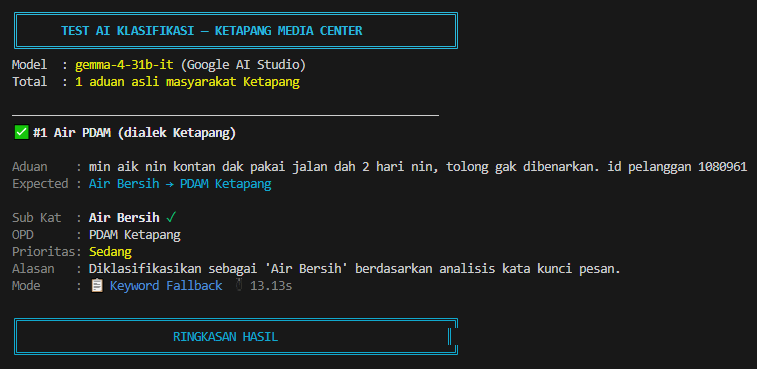 TEST AI KLASIFIKASI — KETAPANG MEDIA CENTER
Model : gemma-4-31b-it (Google AI Studio)
Total : 1 aduan asli masyarakat Ketapang
✅ #1 Air PDAM (dialek Ketapang)
Aduan : min aik nin kontan dak pakai jalan dah 2 hari nin, tolong gak dibenarkan. id pelanggan 1080961
Expected : Air Bersih → PDAM Ketapang
Sub Kat : Air Bersih ✓
OPD : PDAM Ketapang
Prioritas: Sedang
Alasan : Diklasifikasikan sebagai 'Air Bersih' berdasarkan analisis kata kunci pesan.
Mode : 📋 Keyword Fallback 13.13s
RINGKASAN HASIL